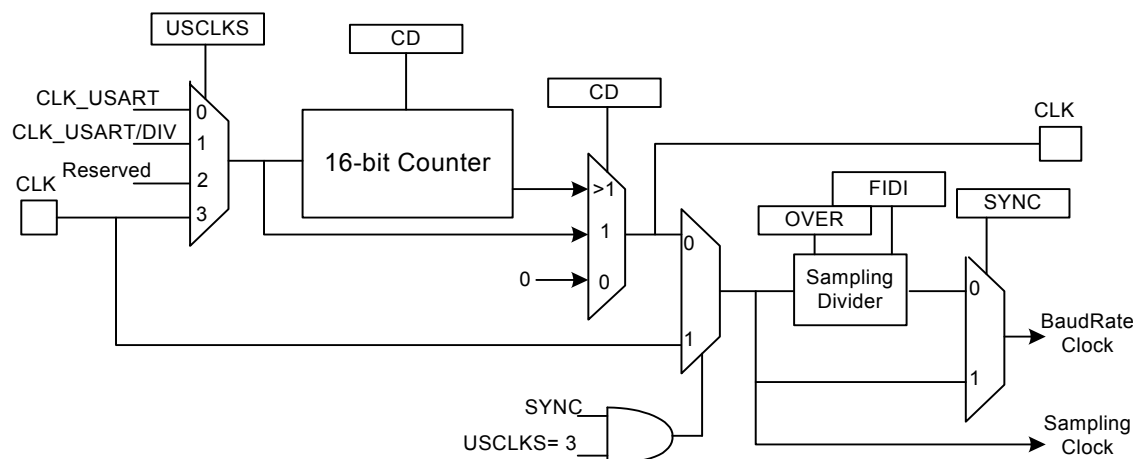 USCLKS
CD
CLK_USART
CLK_USART/DIV
Reserved
CLK
0
1
2
3
16-bit Counter
CD
>1
1
0
0
CLK
0
1
FIDI
OVER
SYNC
Sampling
Divider
0
1
BaudRate
Clock
Sampling
Clock
SYNC
USCLKS= 3